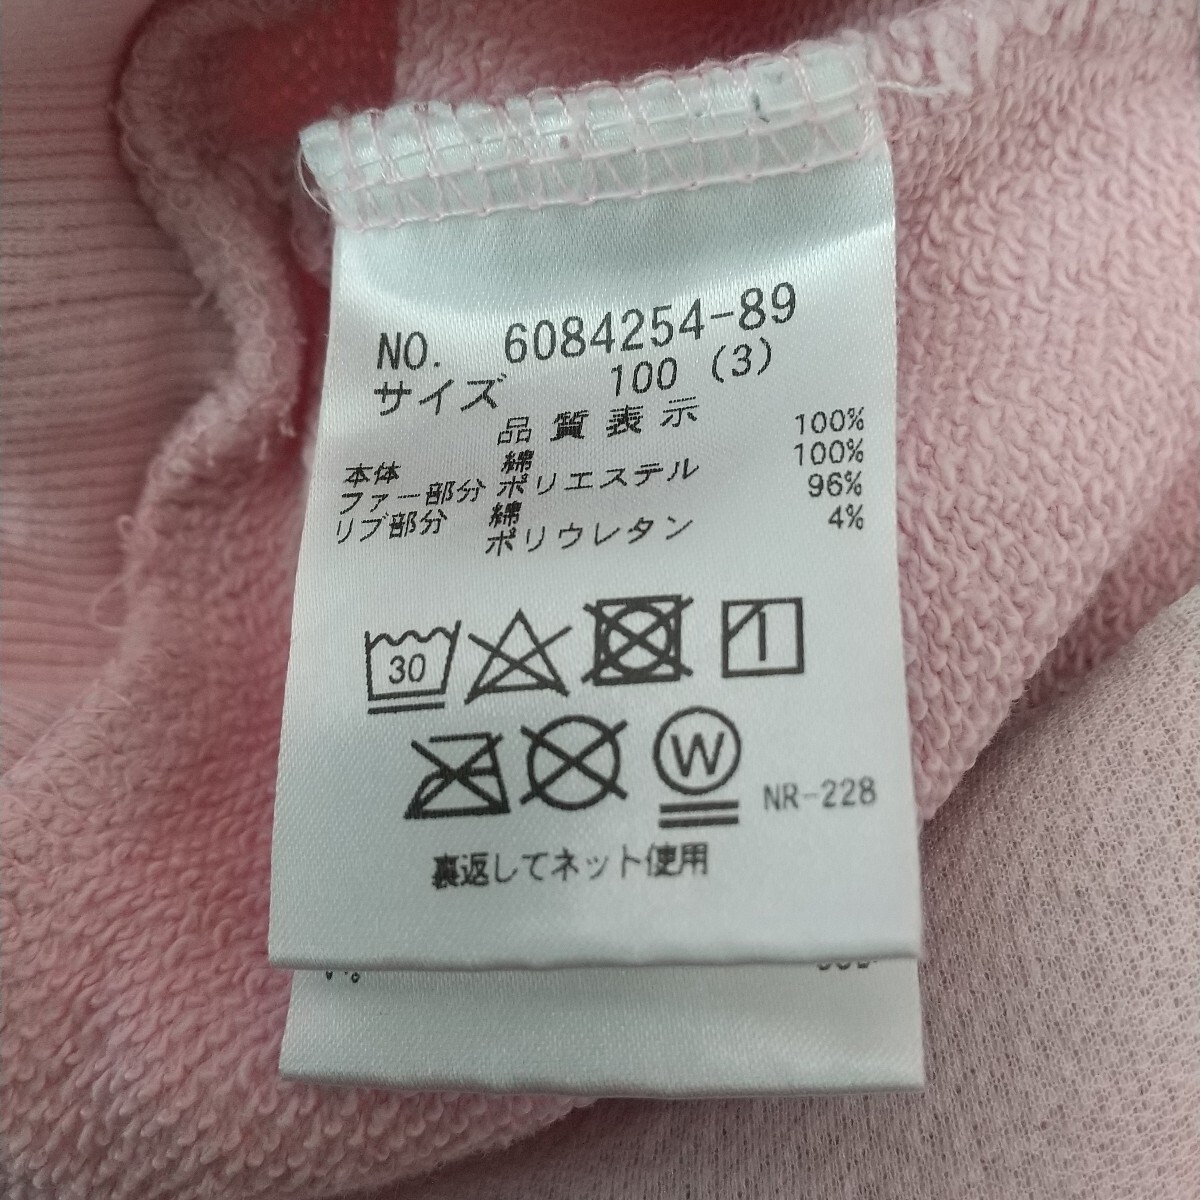 NO. 6084254-89
サイズ 100 (3)
品質表示
本体 綿 100%
ファー部分 ポリエステル 100%
リブ部分 綿 96%
ポリウレタン 4%
30
W
NR-228
裏返してネット使用